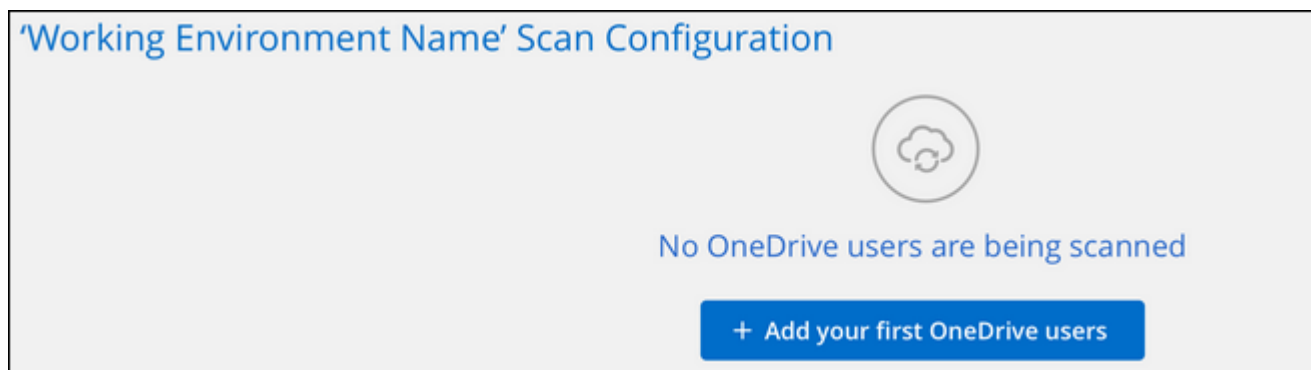 ‘Working Environment Name’ Scan Configuration
No OneDrive users are being scanned
+ Add your first OneDrive users